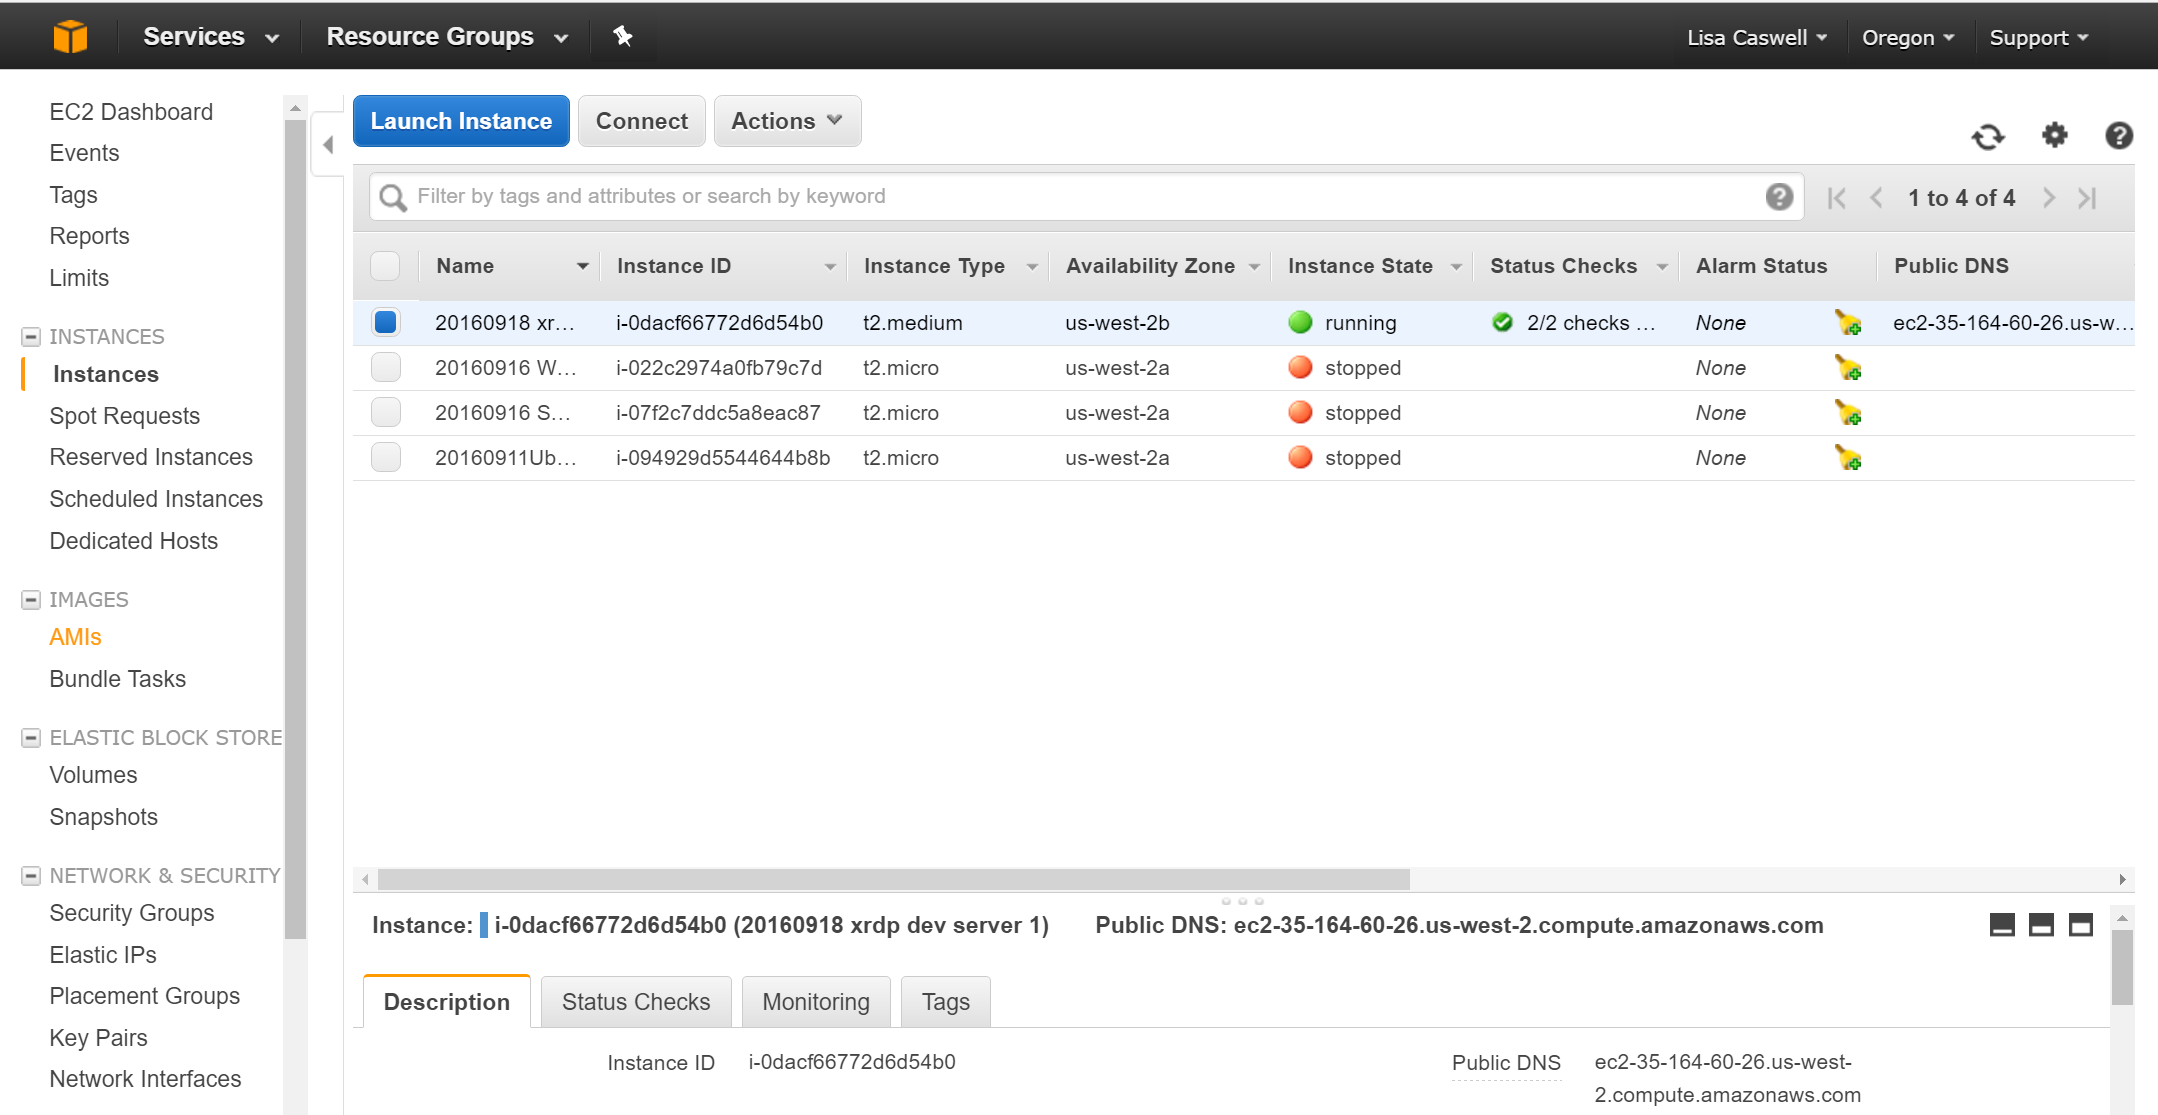 Services Resource Groups Lisa Caswell Oregon Support
EC2 Dashboard
Events
Tags
Reports
Limits
INSTANCES
Instances
Spot Requests
Reserved Instances
Scheduled Instances
Dedicated Hosts
IMAGES
AMIs
Bundle Tasks
ELASTIC BLOCK STORE
Volumes
Snapshots
NETWORK & SECURITY
Security Groups
Elastic IPs
Placement Groups
Key Pairs
Network Interfaces
Launch Instance Connect Actions
Filter by tags and attributes or search by keyword 1 to 4 of 4
Name Instance ID Instance Type Availability Zone Instance State Status Checks Alarm Status Public DNS
20160918 xr... i-0dacf66772d6d54b0 t2.medium us-west-2b running 2/2 checks ... None ec2-35-164-60-26.us-w...
20160916 W... i-022c2974a0fb79c7d t2.micro us-west-2a stopped None
20160916 S... i-07f2c7ddc5a8eac87 t2.micro us-west-2a stopped None
20160911Ub... i-094929d5544644b8b t2.micro us-west-2a stopped None
Instance: i-0dacf66772d6d54b0 (20160918 xrdp dev server 1) Public DNS: ec2-35-164-60-26.us-west-2.compute.amazonaws.com
Description Status Checks Monitoring Tags
Instance ID i-0dacf66772d6d54b0 Public DNS ec2-35-164-60-26.us-west-
2.compute.amazonaws.com